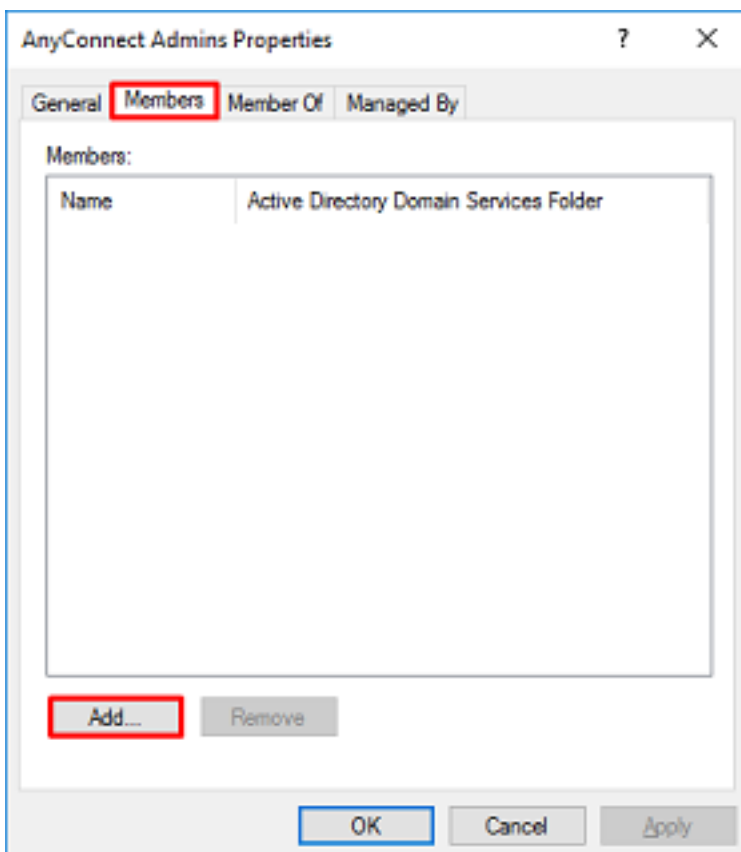 AnyConnect Admins Properties ? ×
General Members Member Of Managed By
Members:
Name Active Directory Domain Services Folder
Add... Remove
OK Cancel Apply